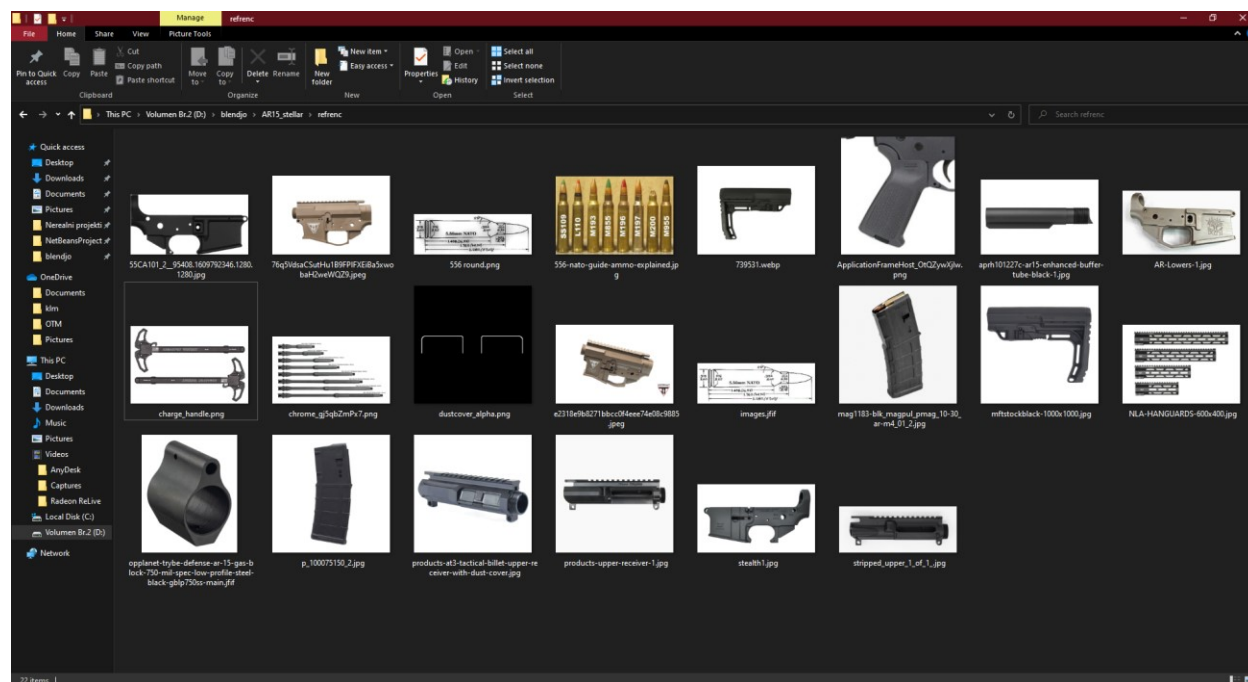 Manage
refrenc
File
Home
Share
View
Picture Tools
Pin to Quick access
Copy
Paste
Cut
Copy path
Paste shortcut
Clipboard
Move to
Copy to
Delete
Rename
Organize
New folder
New item
Easy access
New
Properties
Open
Edit
History
Open
Select all
Select none
Invert selection
Select
This PC > Volumen Br.2 (D:) > blendjo > AR15_stellar > refrenc
Search refrenc
Quick access
Desktop
Downloads
Documents
Pictures
Nerealni projekti
NetBeansProject
blendjo
OneDrive
Documents
klm
OTM
Pictures
This PC
Desktop
Documents
Downloads
Music
Pictures
Videos
AnyDesk
Captures
Radeon ReLive
Local Disk (C:)
Volumen Br.2 (D:)
Network
SS109
L110
M193
M855
M196
M197
M200
M955
55CA101_2__95408.1609792346.1280.
1280.jpg
556 round.png
556-nato-guide-ammo-explained.jp
g
739531.webp
ApplicationFrameHost_OtQZywXjlw.
png
aprh101227c-ar15-enhanced-buffer-
tube-black-1.jpg
AR-Lowers-1.jpg
charge_handle.png
chrome_gj5qbZmPx7.png
dustcover_alpha.png
e2318e9b8271bbcc0f4eee74e08c9885
.jpeg
images.jfif
mag1183-blk_magpul_pmag_10-30_
ar-m4_01_2.jpg
mftstockblack-1000x1000.jpg
NLA-HANGUARDS-600x400.jpg
opplanet-trybe-defense-ar-15-gas-b
lock-750-mil-spec-low-profile-steel-
black-gblp750ss-main.jfif
p_100075150_2.jpg
products-at3-tactical-billet-upper-re
ceiver-with-dust-cover.jpg
products-upper-receiver-1.jpg
stealth1.jpg
stripped_upper_1_of_1_.jpg
22 items